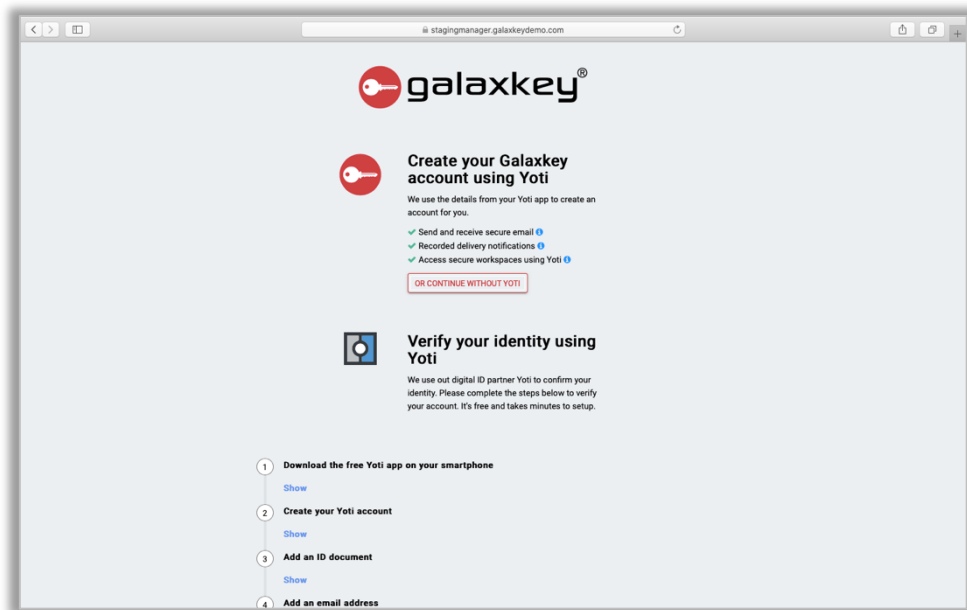 stagingmanager.galaxkeydemo.com
galaxkey®
Create your Galaxkey
account using Yoti
We use the details from your Yoti app to create an
account for you.
Send and receive secure email
Recorded delivery notifications
Access secure workspaces using Yoti
OR CONTINUE WITHOUT YOTI
Verify your identity using
Yoti
We use out digital ID partner Yoti to confirm your
identity. Please complete the steps below to verify
your account. It's free and takes minutes to setup.
1 Download the free Yoti app on your smartphone
Show
2 Create your Yoti account
Show
3 Add an ID document
Show
4 Add an email address